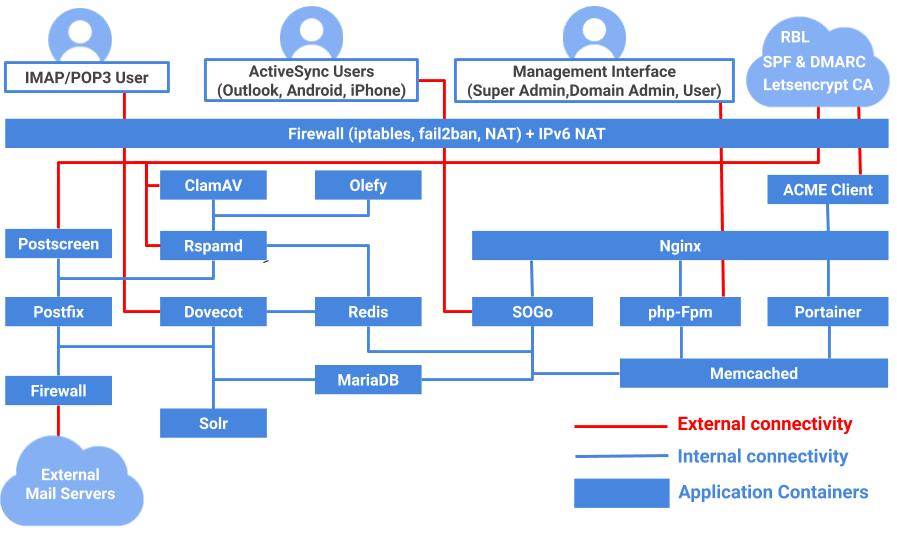 IMAP/POP3 User
ActiveSync Users
(Outlook, Android, iPhone)
Management Interface
(Super Admin,Domain Admin, User)
RBL
SPF & DMARC
Letsencrypt CA
Firewall (iptables, fail2ban, NAT) + IPv6 NAT
ClamAV
Olefy
ACME Client
Postscreen
Rspamd
Nginx
Postfix
Dovecot
Redis
SOGo
php-Fpm
Portainer
Firewall
MariaDB
Memcached
Solr
External
Mail Servers
External connectivity
Internal connectivity
Application Containers